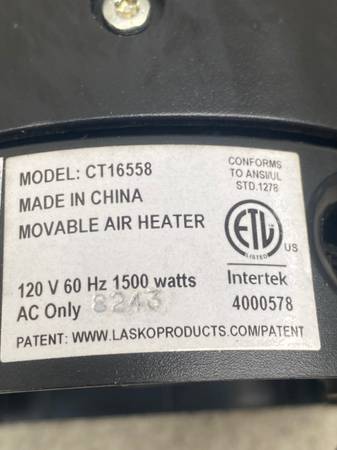 MODEL: CT16558
MADE IN CHINA
MOVABLE AIR HEATER
CONFORMS
TO ANSI/UL
STD.1278
ETL
LISTED
US
Intertek
4000578
120 V 60 Hz 1500 watts
AC Only 8243
PATENT: WWW.LASKOPRODUCTS.COM/PATENT